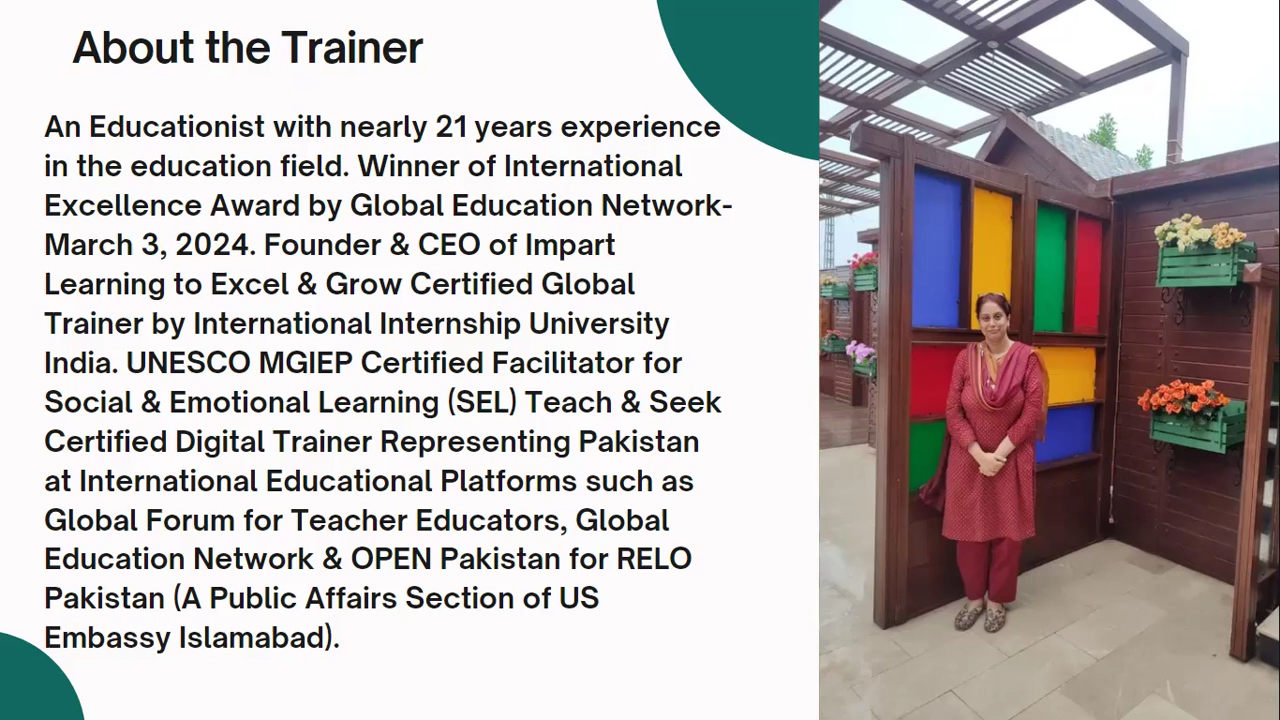 About the Trainer
An Educationist with nearly 21 years experience
in the education field. Winner of International
Excellence Award by Global Education Network-
March 3, 2024. Founder & CEO of Impart
Learning to Excel & Grow Certified Global
Trainer by International Internship University
India. UNESCO MGIEP Certified Facilitator for
Social & Emotional Learning (SEL) Teach & Seek
Certified Digital Trainer Representing Pakistan
at International Educational Platforms such as
Global Forum for Teacher Educators, Global
Education Network & OPEN Pakistan for RELO
Pakistan (A Public Affairs Section of US
Embassy Islamabad).